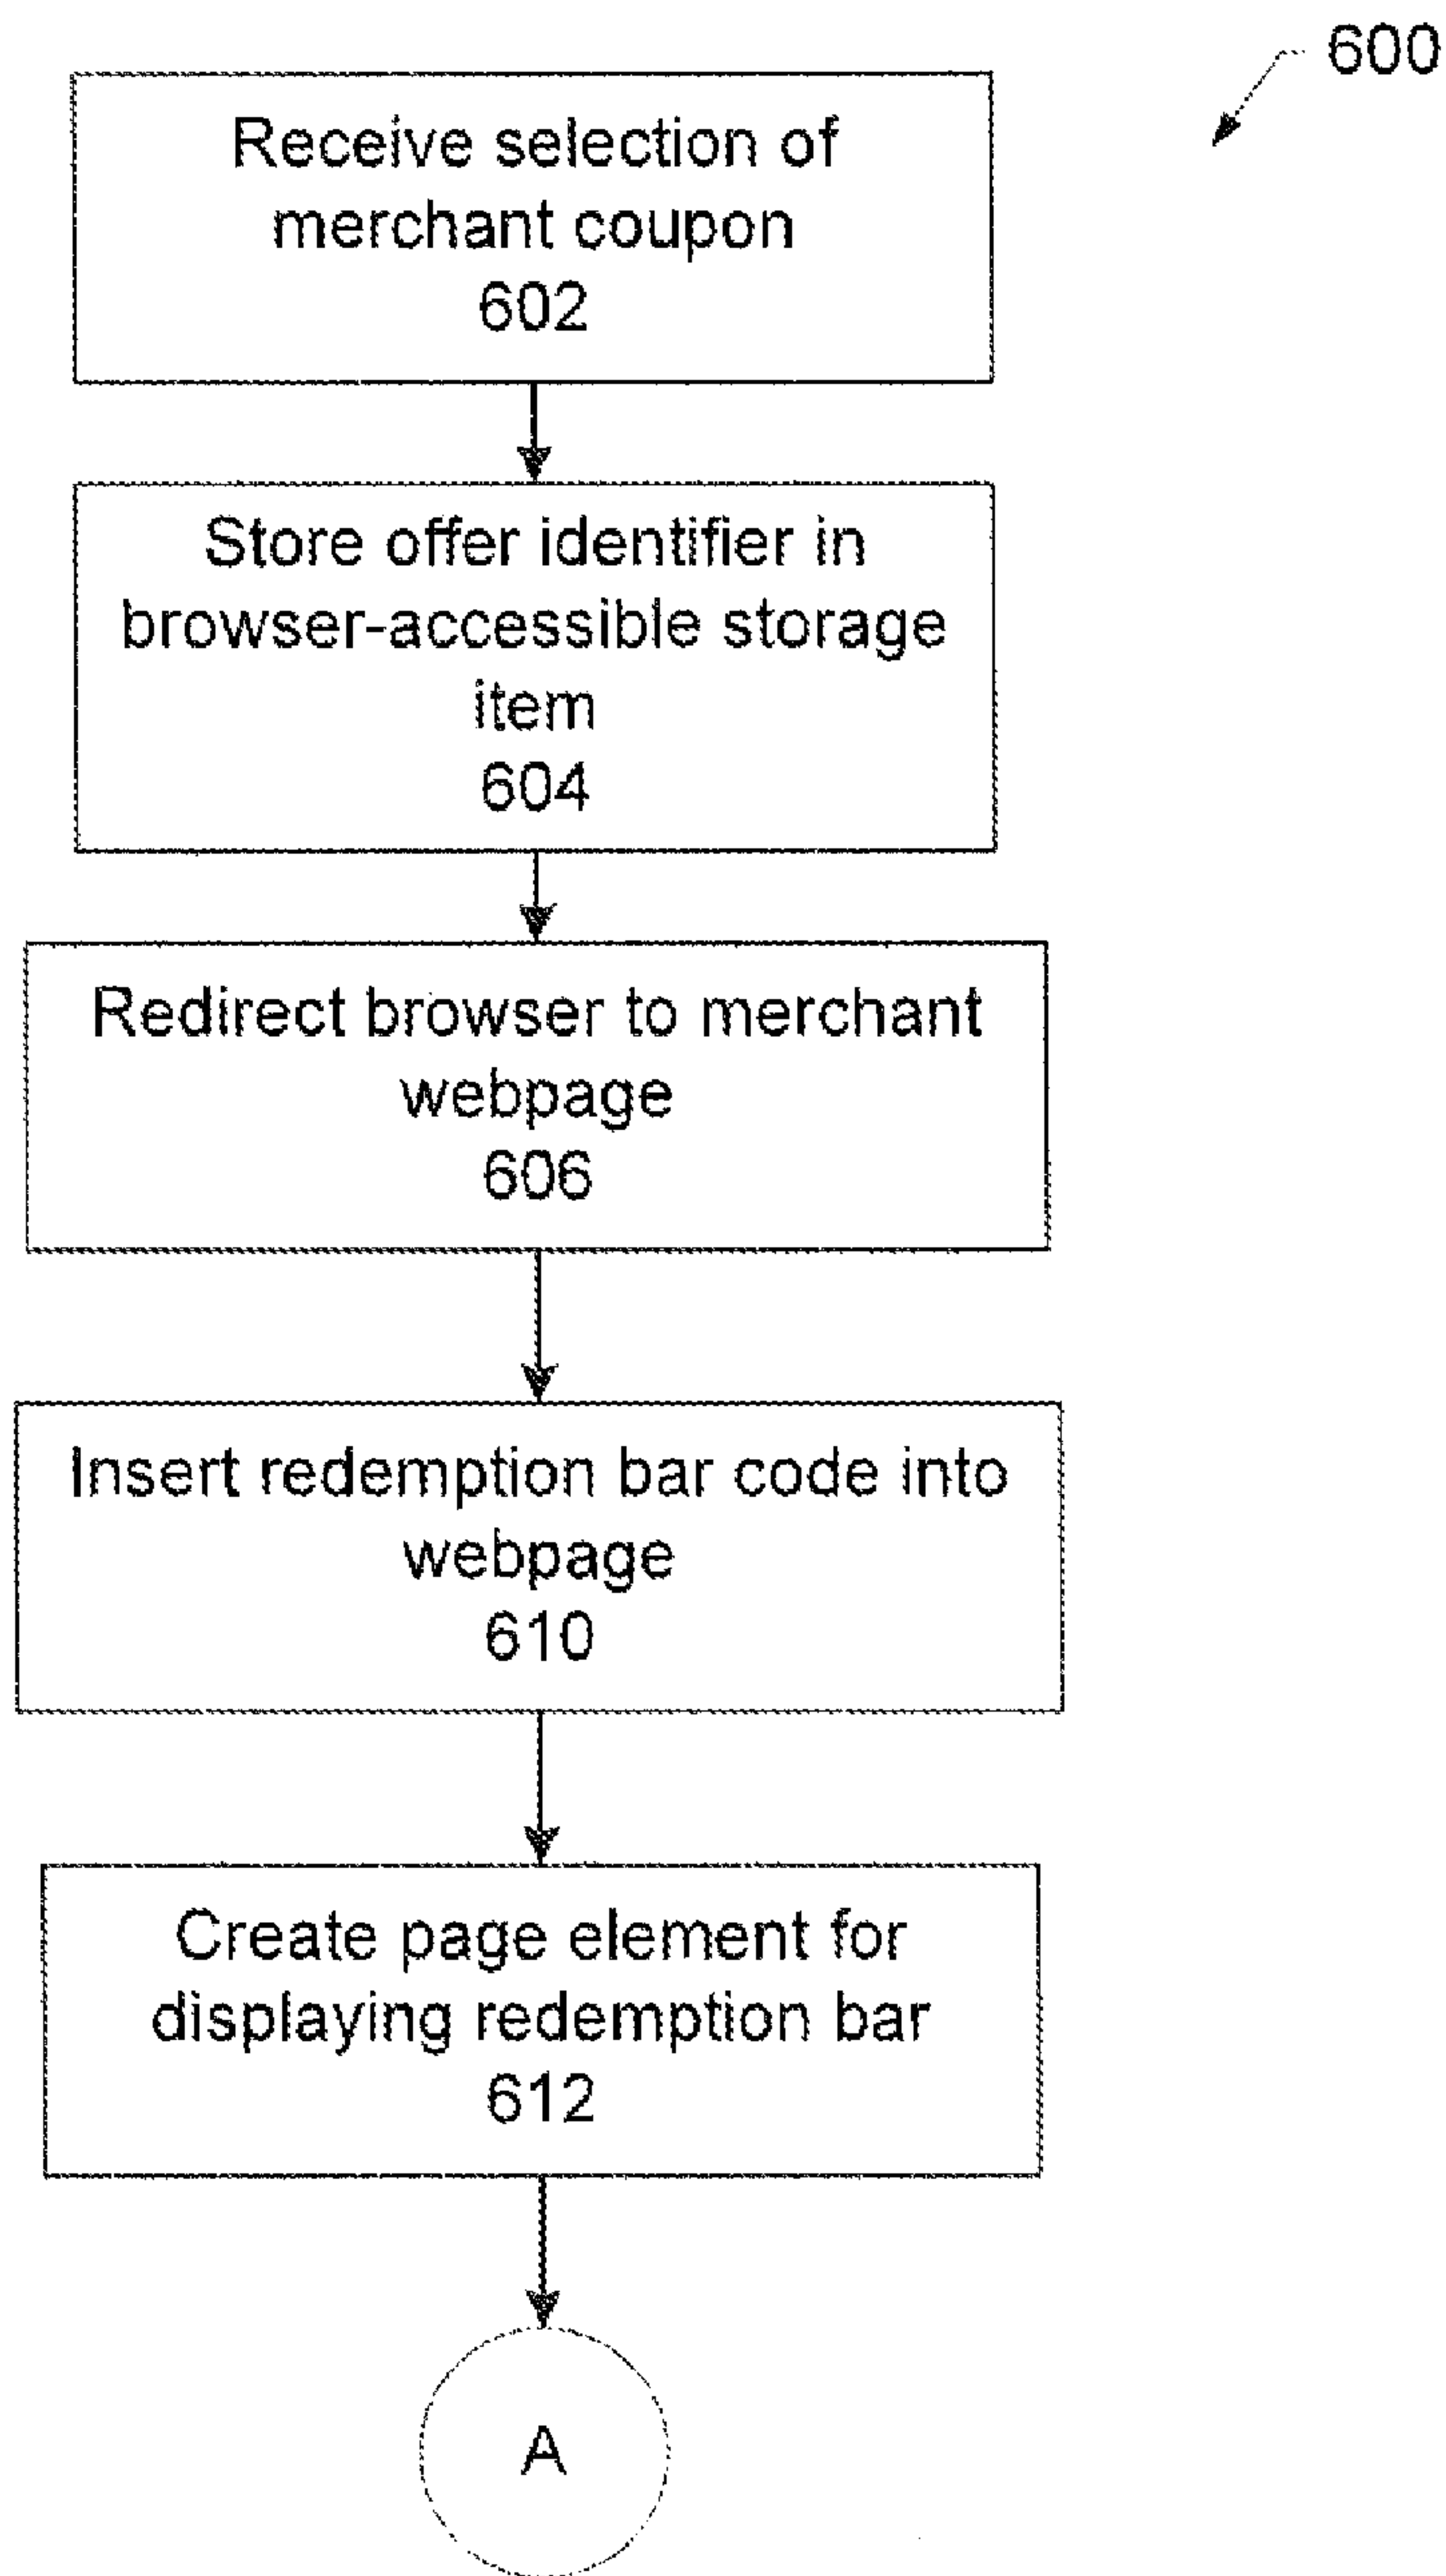 600
Receive selection of
merchant coupon
602
Store offer identifier in
browser-accessible storage
item
604
Redirect browser to merchant
webpage
606
Insert redemption bar code into
webpage
610
Create page element for
displaying redemption bar
612
A